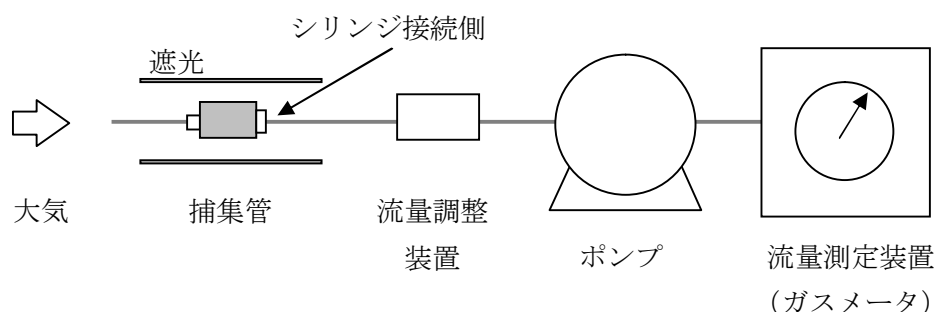 シリンジ接続側
遮光
大気
捕集管
流量調整
装置
ポンプ
流量測定装置
(ガスメータ)